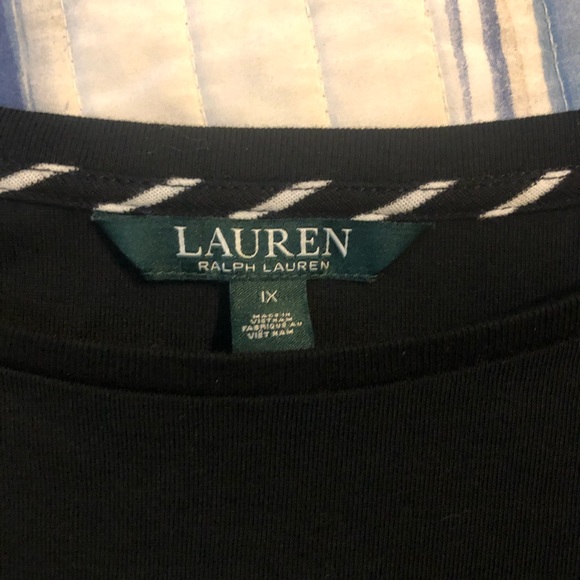 LAUREN
RALPH LAUREN
1X
MADE IN
VIETNAM
FABRIQUÉ AU
VIET NAM